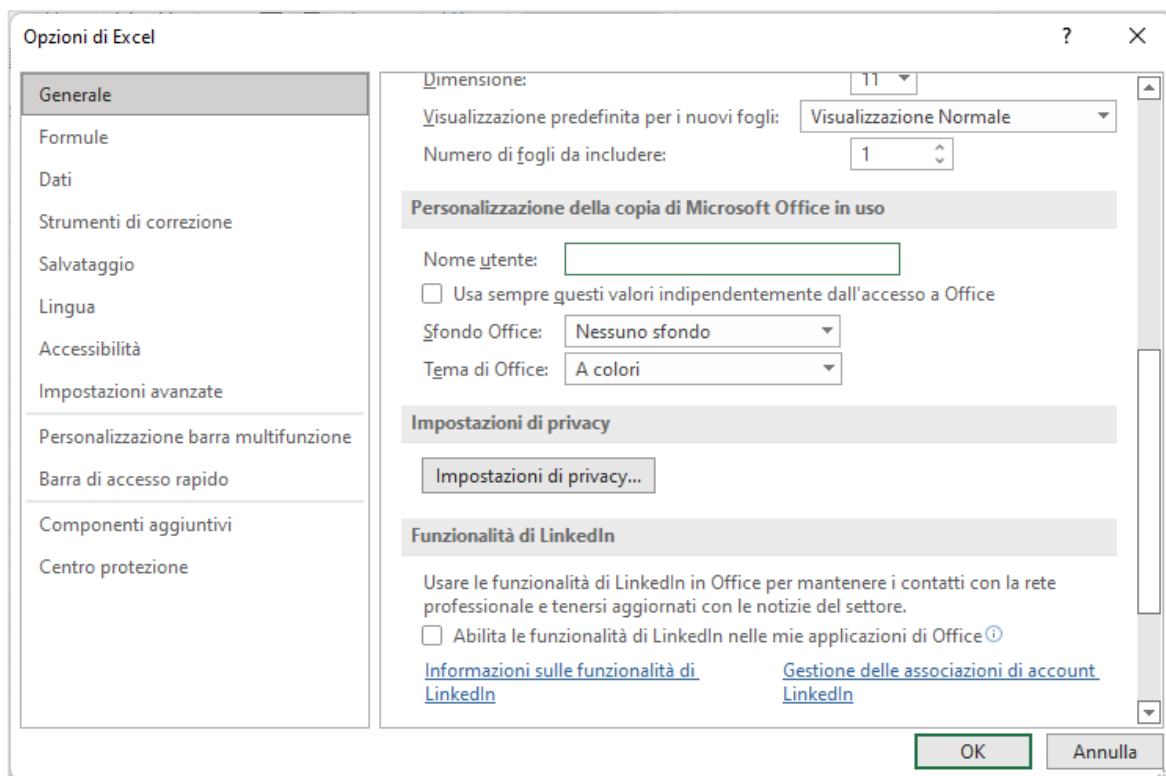 Opzioni di Excel
?
Generale
Formule
Dati
Strumenti di correzione
Salvataggio
Lingua
Accessibilità
Impostazioni avanzate
Personalizzazione barra multifunzione
Barra di accesso rapido
Componenti aggiuntivi
Centro protezione
Dimensione: 11
Visualizzazione predefinita per i nuovi fogli: Visualizzazione Normale
Numero di fogli da includere: 1
Personalizzazione della copia di Microsoft Office in uso
Nome utente:
Usa sempre questi valori indipendentemente dall'accesso a Office
Sfondo Office: Nessuno sfondo
Tema di Office: A colori
Impostazioni di privacy
Impostazioni di privacy...
Funzionalità di LinkedIn
Usare le funzionalità di LinkedIn in Office per mantenere i contatti con la rete
professionale e tenersi aggiornati con le notizie del settore.
Abilita le funzionalità di LinkedIn nelle mie applicazioni di Office
Informazioni sulle funzionalità di
LinkedIn
Gestione delle associazioni di account
LinkedIn
OK
Annulla